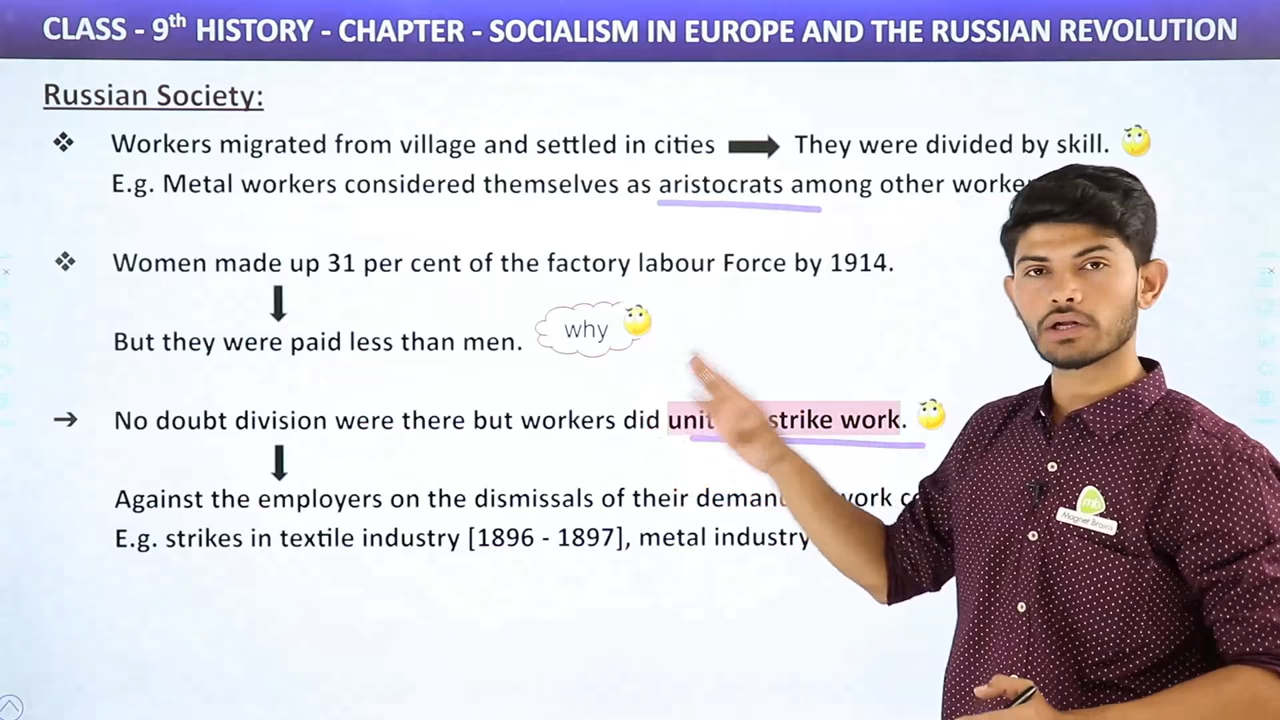 CLASS - 9th HISTORY - CHAPTER - SOCIALISM IN EUROPE AND THE RUSSIAN REVOLUTION
Russian Society:
Workers migrated from village and settled in cities They were divided by skill.
E.g. Metal workers considered themselves as aristocrats among other
Women made up 31 per cent of the factory labour Force by 1914.
But they were paid less than men. why
No doubt division were there but workers did strike work.
Against the employers on the dismissals of their
E.g. strikes in textile industry [1896 - 1897], metal industry
mb
Magnet Brains